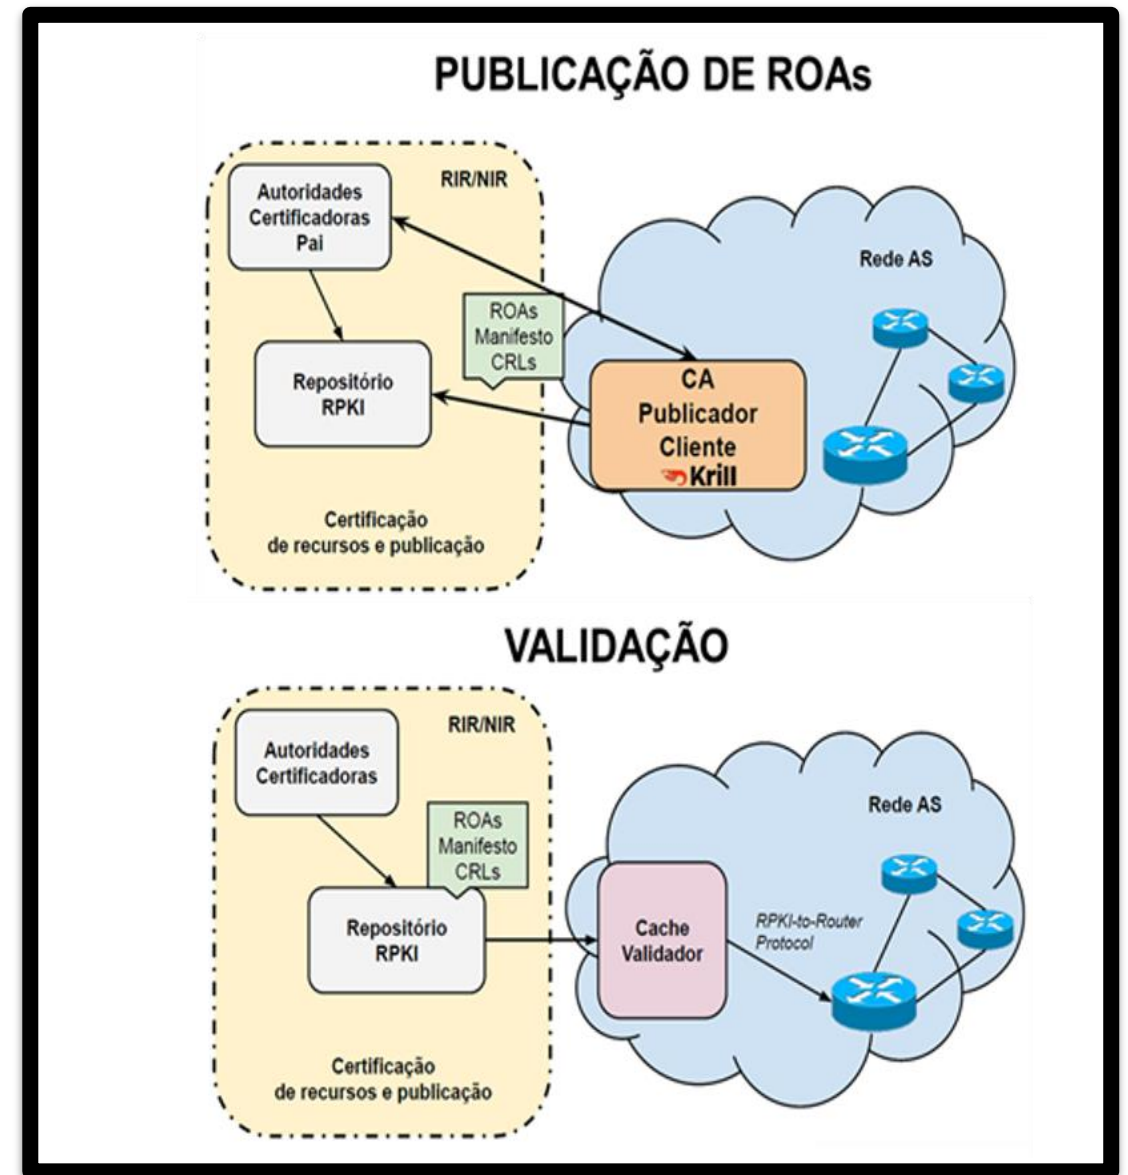 PUBLICAÇÃO DE ROAs
RIR/NIR
Autoridades
Certificadoras
Pai
Rede AS
ROAs
Manifesto
CRLs
Repositório
RPKI
CA
Publicador
Cliente
Krill
Certificação
de recursos e publicação
VALIDAÇÃO
RIR/NIR
Autoridades
Certificadoras
Rede AS
ROAs
Manifesto
CRLs
Repositório
RPKI
Cache
Validador
RPKI-to-Router
Protocol
Certificação
de recursos e publicação